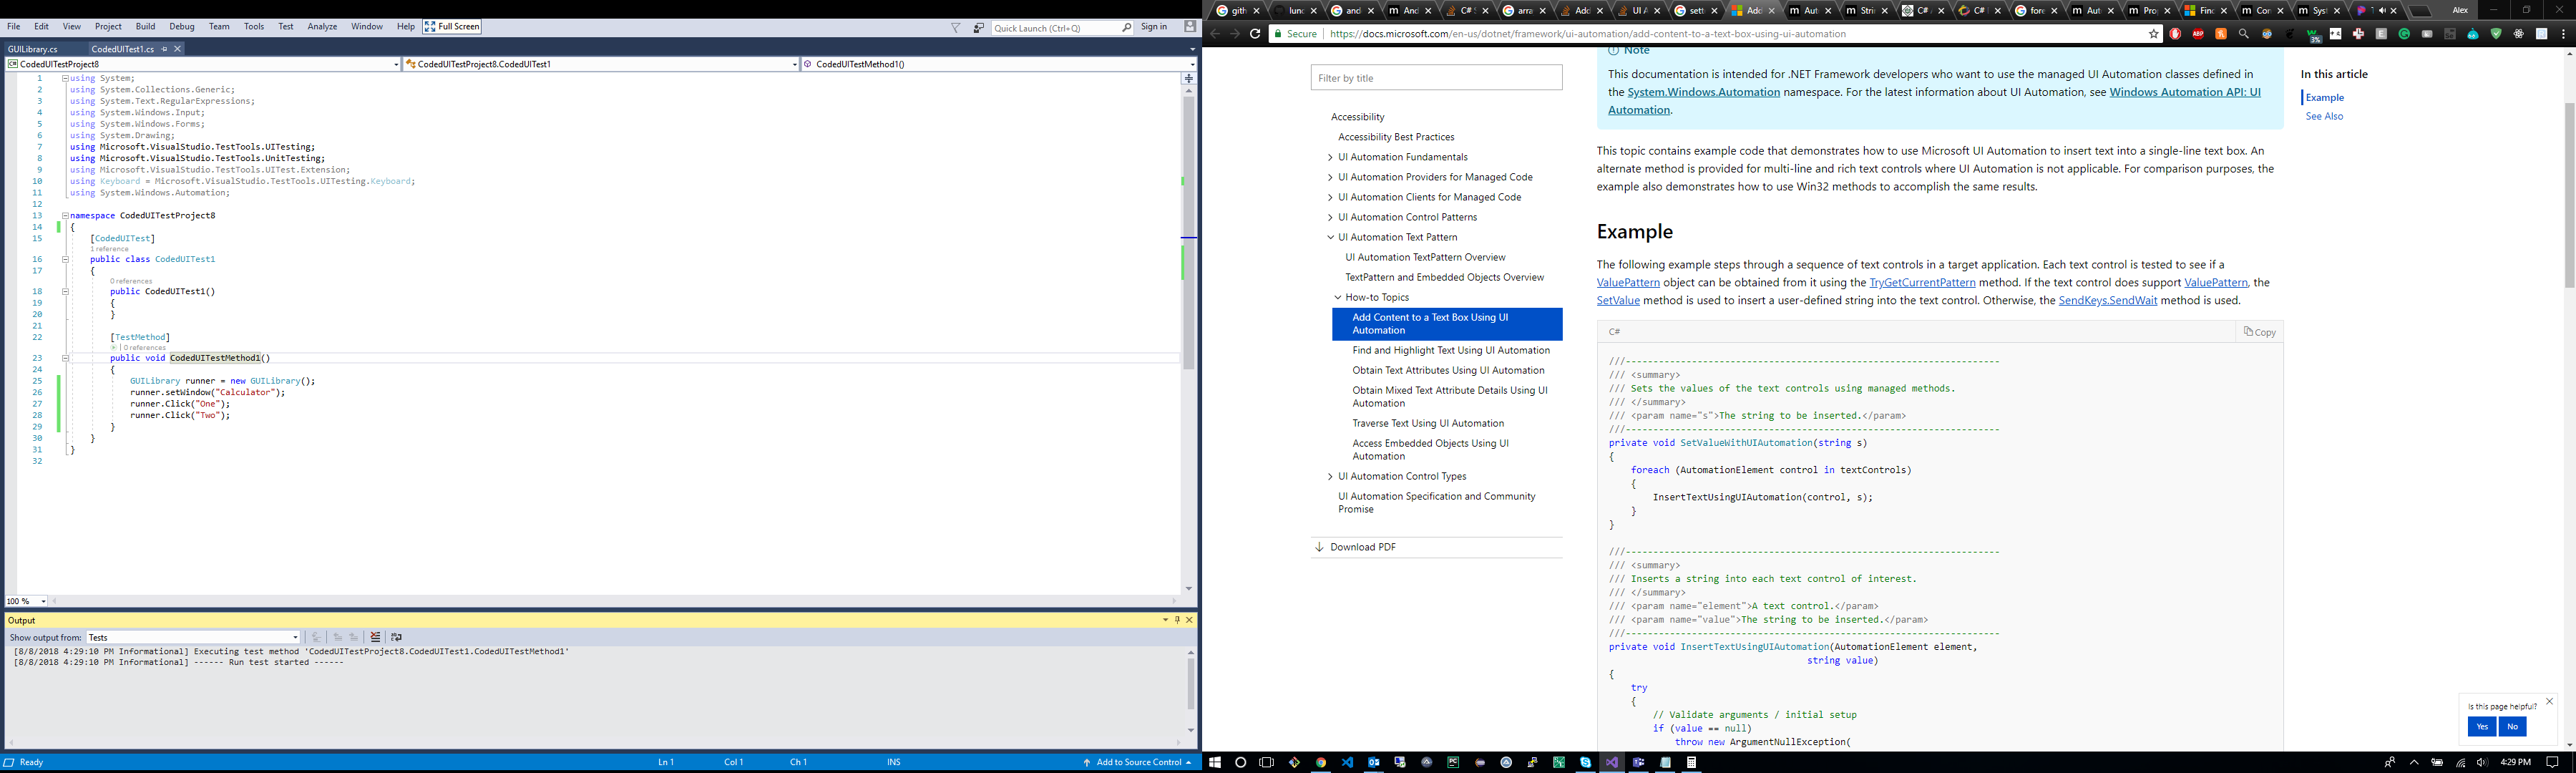 File Edit View Project Build Debug Team Tools Test Analyze Window Help Full Screen Quick Launch (Ctrl+Q) Sign in
GUILibrary.cs CodedUITest1.cs
CodedUITestProject8 CodedUITestProject8.CodedUITest1 CodedUITestMethod1()
1 using System;
2 using System.Collections.Generic;
3 using System.Text.RegularExpressions;
4 using System.Windows.Input;
5 using System.Windows.Forms;
6 using System.Drawing;
7 using Microsoft.VisualStudio.TestTools.UITesting;
8 using Microsoft.VisualStudio.TestTools.UnitTesting;
9 using Microsoft.VisualStudio.TestTools.UITest.Extension;
10 using Keyboard = Microsoft.VisualStudio.TestTools.UITesting.Keyboard;
11 using System.Windows.Automation;
12
13 namespace CodedUITestProject8
14 {
15 [CodedUITest]
1 reference
16 public class CodedUITest1
17 {
0 references
18 public CodedUITest1()
19 {
20 }
21
22 [TestMethod]
| 0 references
23 public void CodedUITestMethod1()
24 {
25 GUILibrary runner = new GUILibrary();
26 runner.setWindow("Calculator");
27 runner.Click("One");
28 runner.Click("Two");
29 }
30 }
31 }
32
100 %
Output
Show output from: Tests
[8/8/2018 4:29:10 PM Informational] Executing test method 'CodedUITestProject8.CodedUITest1.CodedUITestMethod1'
[8/8/2018 4:29:10 PM Informational] ------ Run test started ------
Ready Ln 1 Col 1 Ch 1 INS Add to Source Control
Alex
Secure https://docs.microsoft.com/en-us/dotnet/framework/ui-automation/add-content-to-a-text-box-using-ui-automation
Filter by title
Accessibility
Accessibility Best Practices
UI Automation Fundamentals
UI Automation Providers for Managed Code
UI Automation Clients for Managed Code
UI Automation Control Patterns
UI Automation Text Pattern
UI Automation TextPattern Overview
TextPattern and Embedded Objects Overview
How-to Topics
Add Content to a Text Box Using UI
Automation
Find and Highlight Text Using UI Automation
Obtain Text Attributes Using UI Automation
Obtain Mixed Text Attribute Details Using UI
Automation
Traverse Text Using UI Automation
Access Embedded Objects Using UI
Automation
UI Automation Control Types
UI Automation Specification and Community
Promise
Download PDF
Note
This documentation is intended for .NET Framework developers who want to use the managed UI Automation classes defined in
the System.Windows.Automation namespace. For the latest information about UI Automation, see Windows Automation API: UI
Automation.
This topic contains example code that demonstrates how to use Microsoft UI Automation to insert text into a single-line text box. An
alternate method is provided for multi-line and rich text controls where UI Automation is not applicable. For comparison purposes, the
example also demonstrates how to use Win32 methods to accomplish the same results.
Example
The following example steps through a sequence of text controls in a target application. Each text control is tested to see if a
ValuePattern object can be obtained from it using the TryGetCurrentPattern method. If the text control does support ValuePattern, the
SetValue method is used to insert a user-defined string into the text control. Otherwise, the SendKeys.SendWait method is used.
C# Copy
///--------------------------------------------------------------------
/// <summary>
/// Sets the values of the text controls using managed methods.
/// </summary>
/// <param name="s">The string to be inserted.</param>
///--------------------------------------------------------------------
private void SetValueWithUIAutomation(string s)
{
foreach (AutomationElement control in textControls)
{
InsertTextUsingUIAutomation(control, s);
}
}
///--------------------------------------------------------------------
/// <summary>
/// Inserts a string into each text control of interest.
/// </summary>
/// <param name="element">A text control.</param>
/// <param name="value">The string to be inserted.</param>
///--------------------------------------------------------------------
private void InsertTextUsingUIAutomation(AutomationElement element,
string value)
{
try
{
// Validate arguments / initial setup
if (value == null)
throw new ArgumentNullException(
In this article
Example
See Also
Is this page helpful?
Yes No
4:29 PM